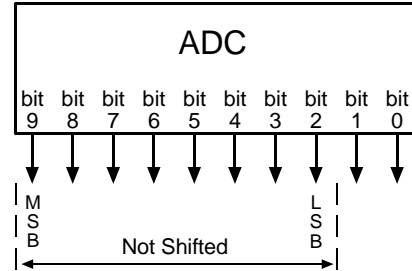 ADC
bit bit bit bit bit bit bit bit bit bit
9 8 7 6 5 4 3 2 1 0
M L
S S
B B
Not Shifted